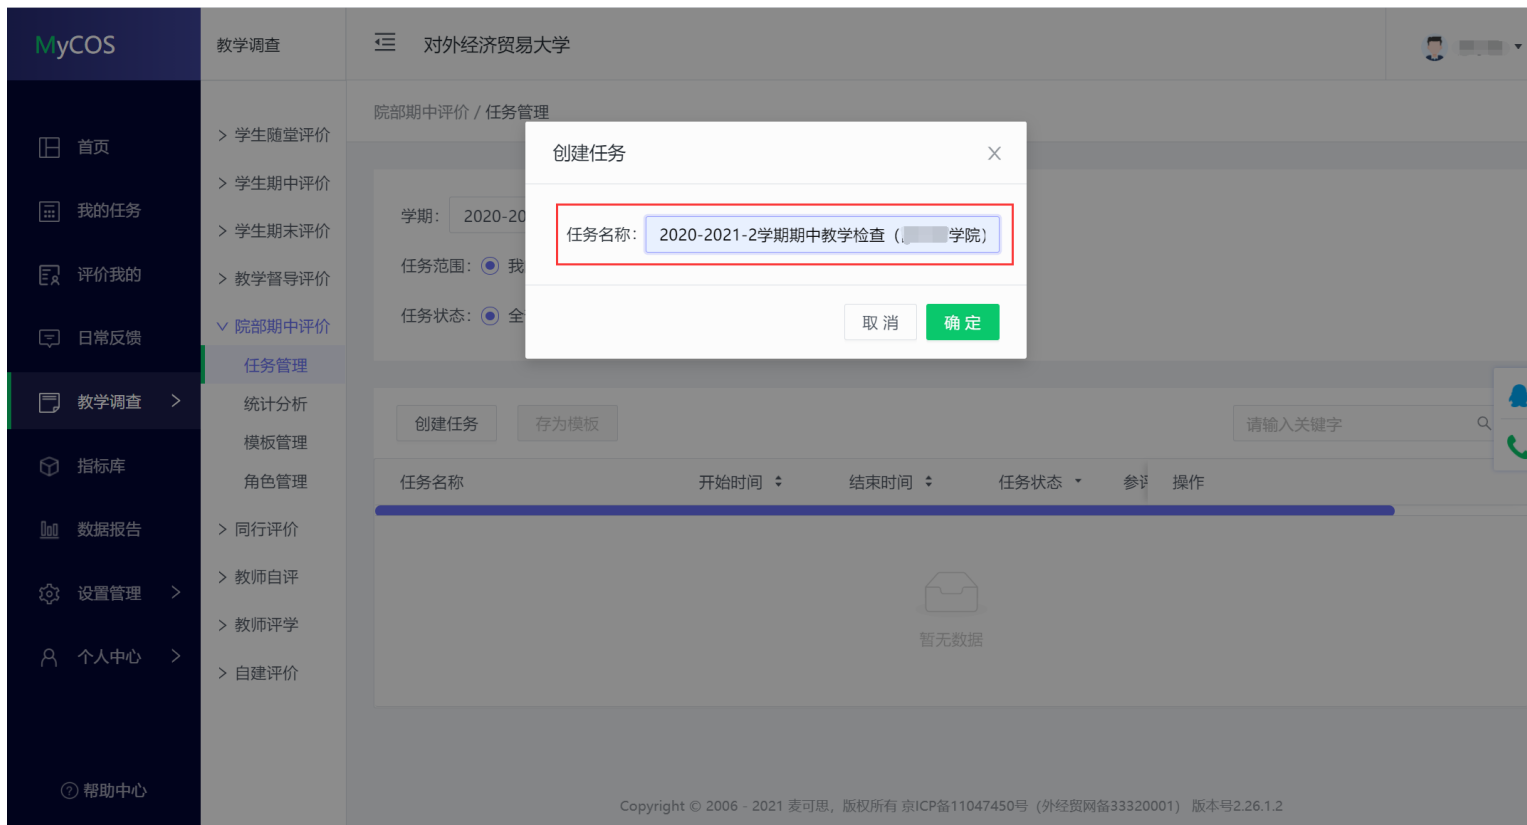 MyCOS
教学调查
对外经济贸易大学
院部期中评价 / 任务管理
首页
我的任务
评价我的
日常反馈
教学调查
指标库
数据报告
设置管理
个人中心
帮助中心
学生随堂评价
学生期中评价
学生期末评价
教学督导评价
院部期中评价
任务管理
统计分析
模板管理
角色管理
同行评价
教师自评
教师评学
自建评价
创建任务
任务名称: 2020-2021-2学期期中教学检查（ 学院）
取 消 确 定
学期: 2020-20
任务范围: 我
任务状态: 全
创建任务 存为模板 请输入关键字
任务名称 开始时间 结束时间 任务状态 参评 操作
暂无数据
Copyright © 2006 - 2021 麦可思，版权所有 京ICP备11047450号（外经贸网备33320001） 版本号2.26.1.2